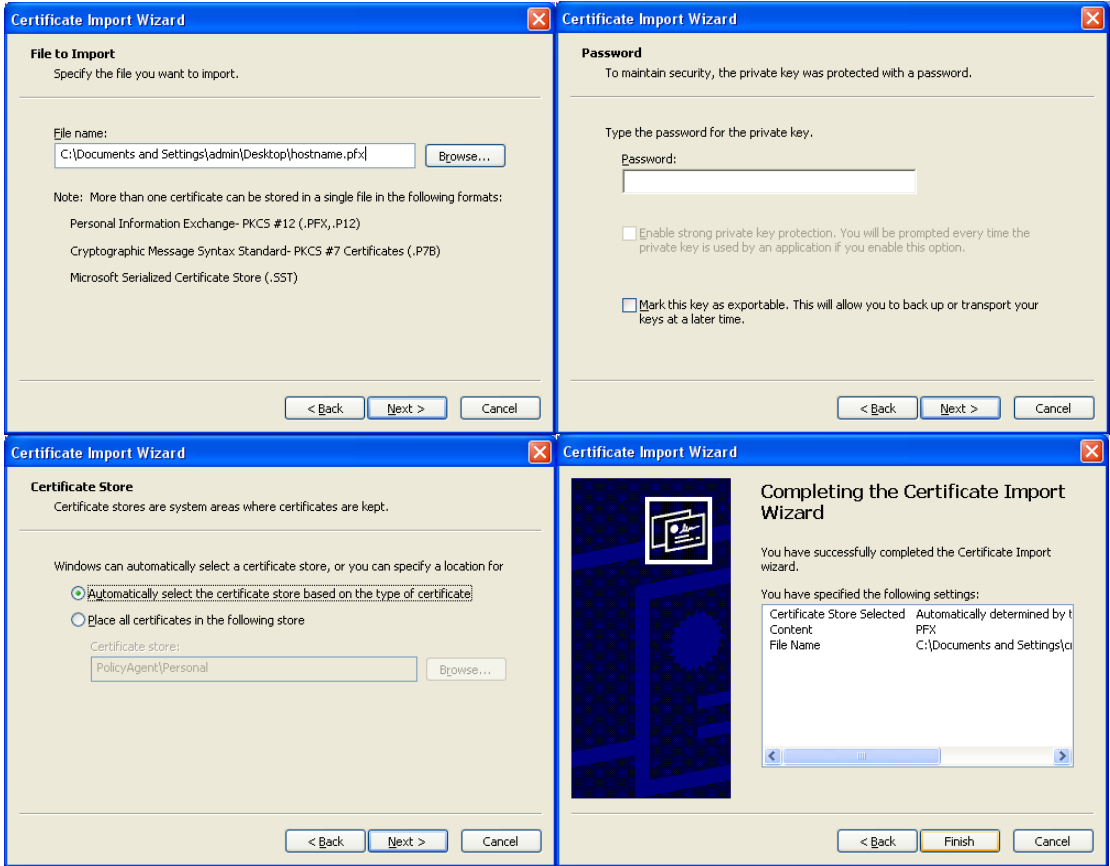 Certificate Import Wizard
File to Import
Specify the file you want to import.
File name:
C:\Documents and Settings\admin\Desktop\hostname.pfx
Browse...
Note: More than one certificate can be stored in a single file in the following formats:
Personal Information Exchange- PKCS #12 (.PFX,.P12)
Cryptographic Message Syntax Standard- PKCS #7 Certificates (.P7B)
Microsoft Serialized Certificate Store (.SST)
< Back Next > Cancel
Certificate Import Wizard
Password
To maintain security, the private key was protected with a password.
Type the password for the private key.
Password:
Enable strong private key protection. You will be prompted every time the
private key is used by an application if you enable this option.
Mark this key as exportable. This will allow you to back up or transport your
keys at a later time.
< Back Next > Cancel
Certificate Import Wizard
Certificate Store
Certificate stores are system areas where certificates are kept.
Windows can automatically select a certificate store, or you can specify a location for
Automatically select the certificate store based on the type of certificate
Place all certificates in the following store
Certificate store:
PolicyAgent\Personal
Browse...
< Back Next > Cancel
Certificate Import Wizard
Completing the Certificate Import
Wizard
You have successfully completed the Certificate Import
wizard.
You have specified the following settings:
Certificate Store Selected Automatically determined by t
Content PFX
File Name C:\Documents and Settings\
< Back Finish Cancel